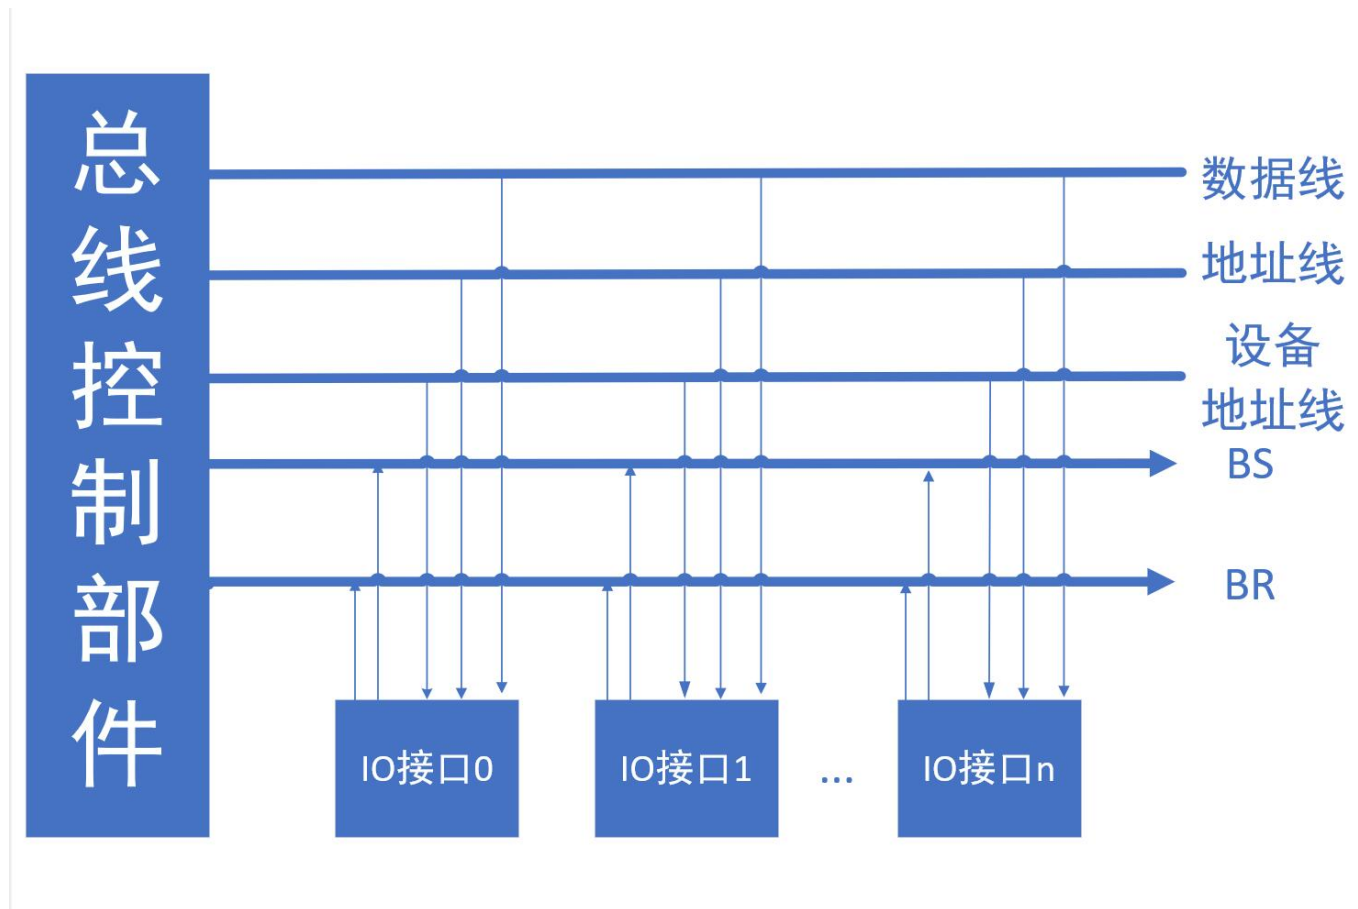 总
线
控
制
部
件
数据线
地址线
设备
地址线
BS
BR
IO接口0
IO接口1
...
IO接口n